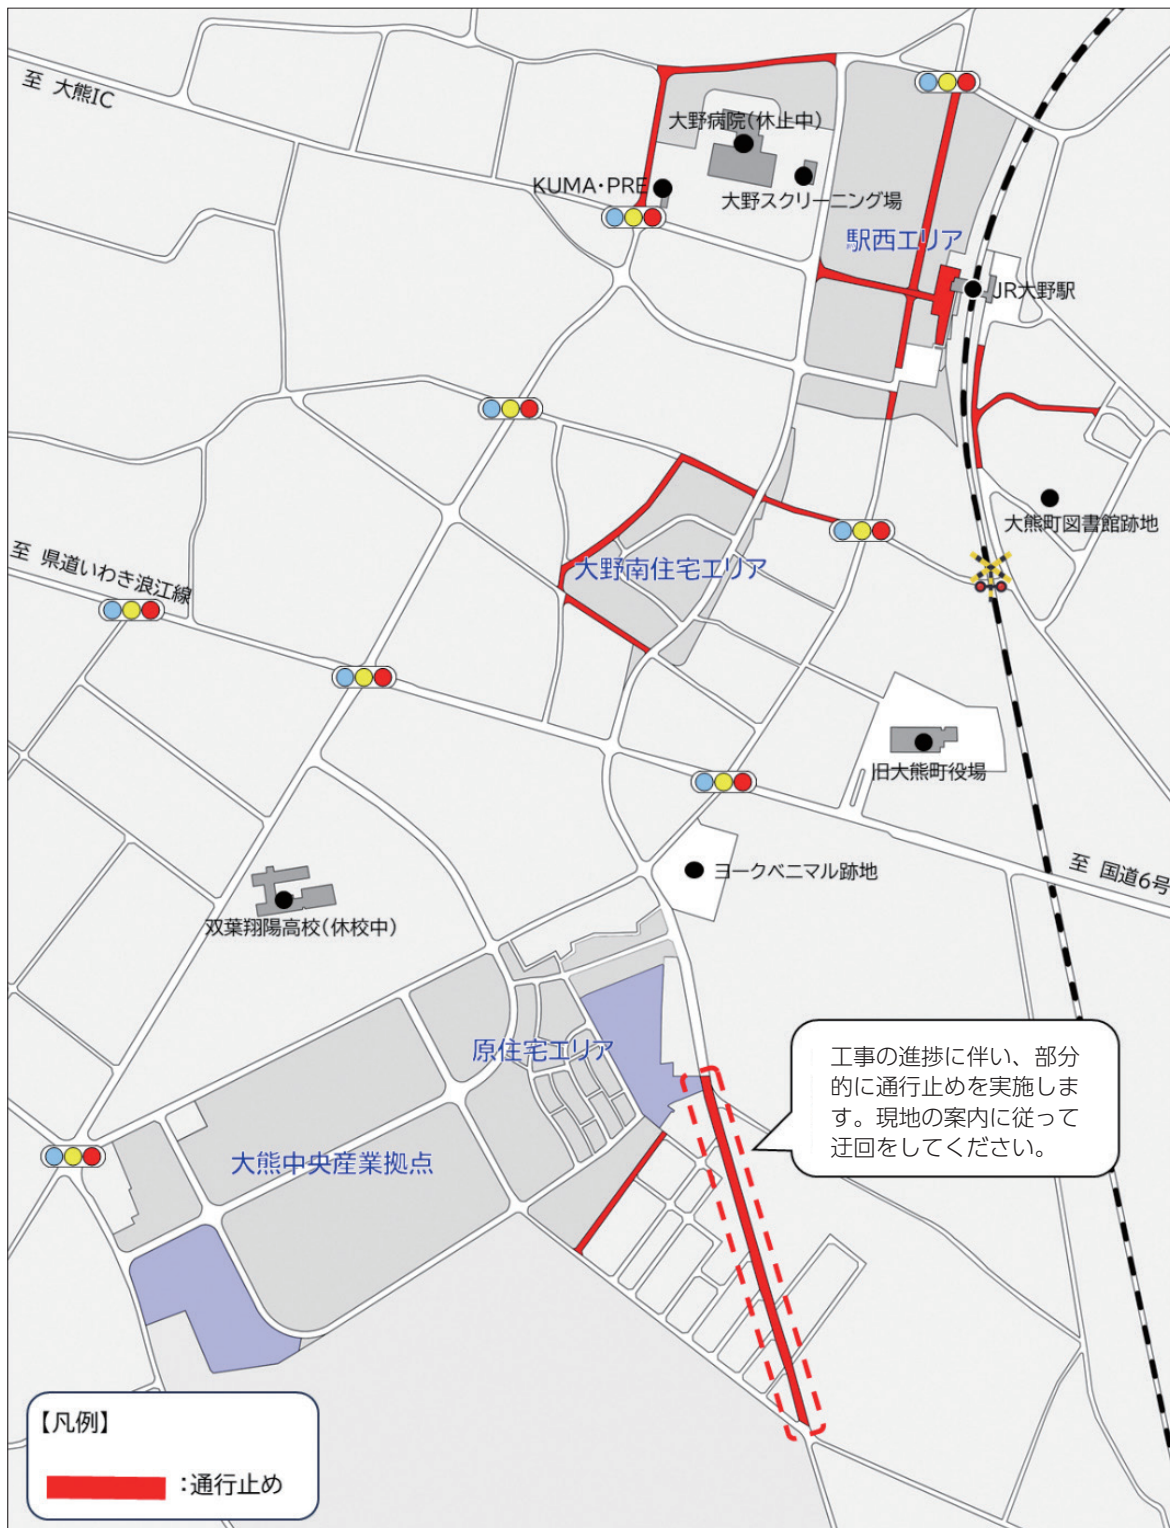 至 大熊IC
大野病院(休止中)
KUMA・PRE
大野スクリーニング場
駅西エリア
JR大野駅
大熊町図書館跡地
至 県道いわき浪江線
大野南住宅エリア
旧大熊町役場
至 国道6号
ヨークベニマル跡地
双葉翔陽高校(休校中)
原住宅エリア
工事の進捗に伴い、部分
的に通行止めを実施しま
す。現地の案内に従って
迂回をしてください。
大熊中央産業拠点
【凡例】
：通行止め